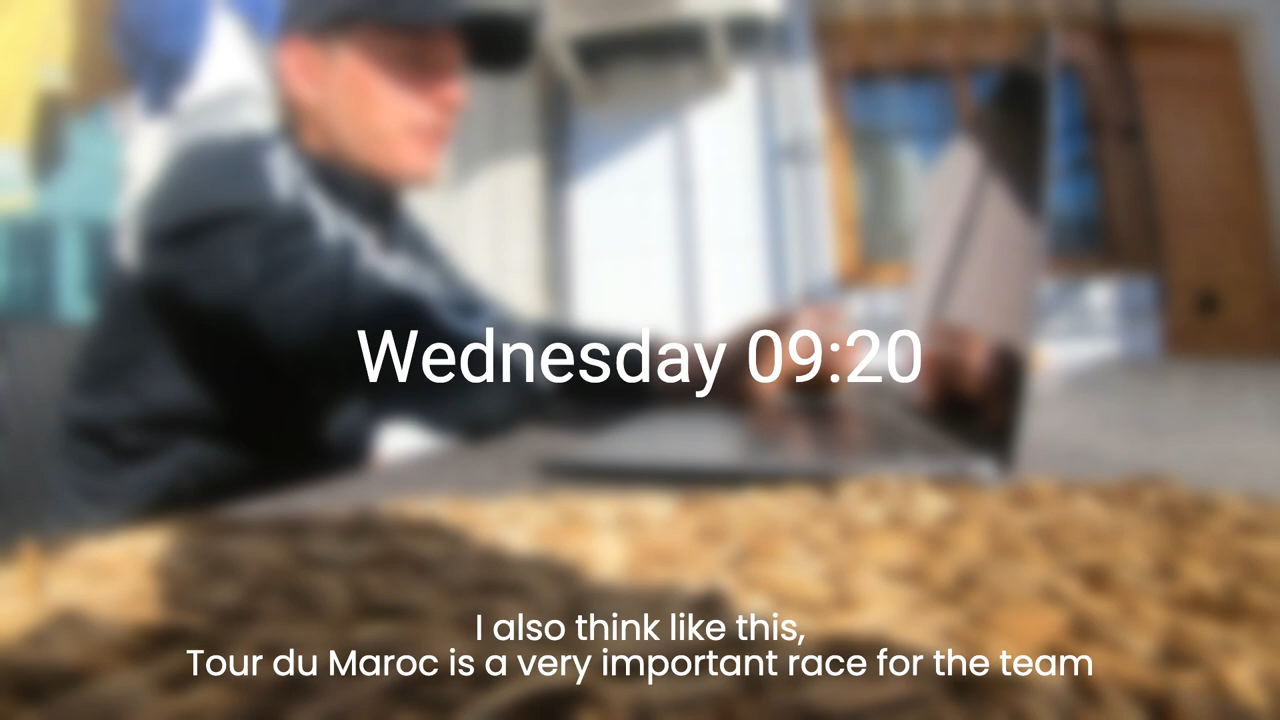 Wednesday 09:20
I also think like this,
Tour du Maroc is a very important race for the team